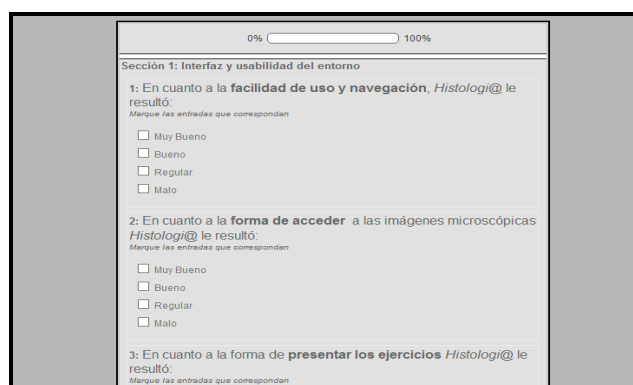 0% 100%
Sección 1: Interfaz y usabilidad del entorno
1: En cuanto a la facilidad de uso y navegación, Histologi@ le
resultó:
Marque las entradas que correspondan
Muy Bueno
Bueno
Regular
Malo
2: En cuanto a la forma de acceder a las imágenes microscópicas
Histologi@ le resultó:
Marque las entradas que correspondan
Muy Bueno
Bueno
Regular
Malo
3: En cuanto a la forma de presentar los ejercicios Histologi@ le
resultó:
Marque las entradas que correspondan